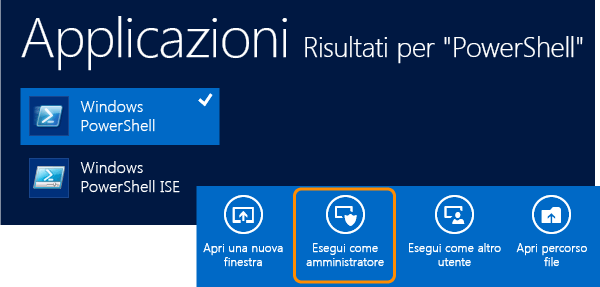 Applicazioni Risultati per "PowerShell"
Windows
PowerShell
Windows
PowerShell ISE
Apri una nuova
finestra
Esegui come
amministratore
Esegui come altro
utente
Apri percorso
file